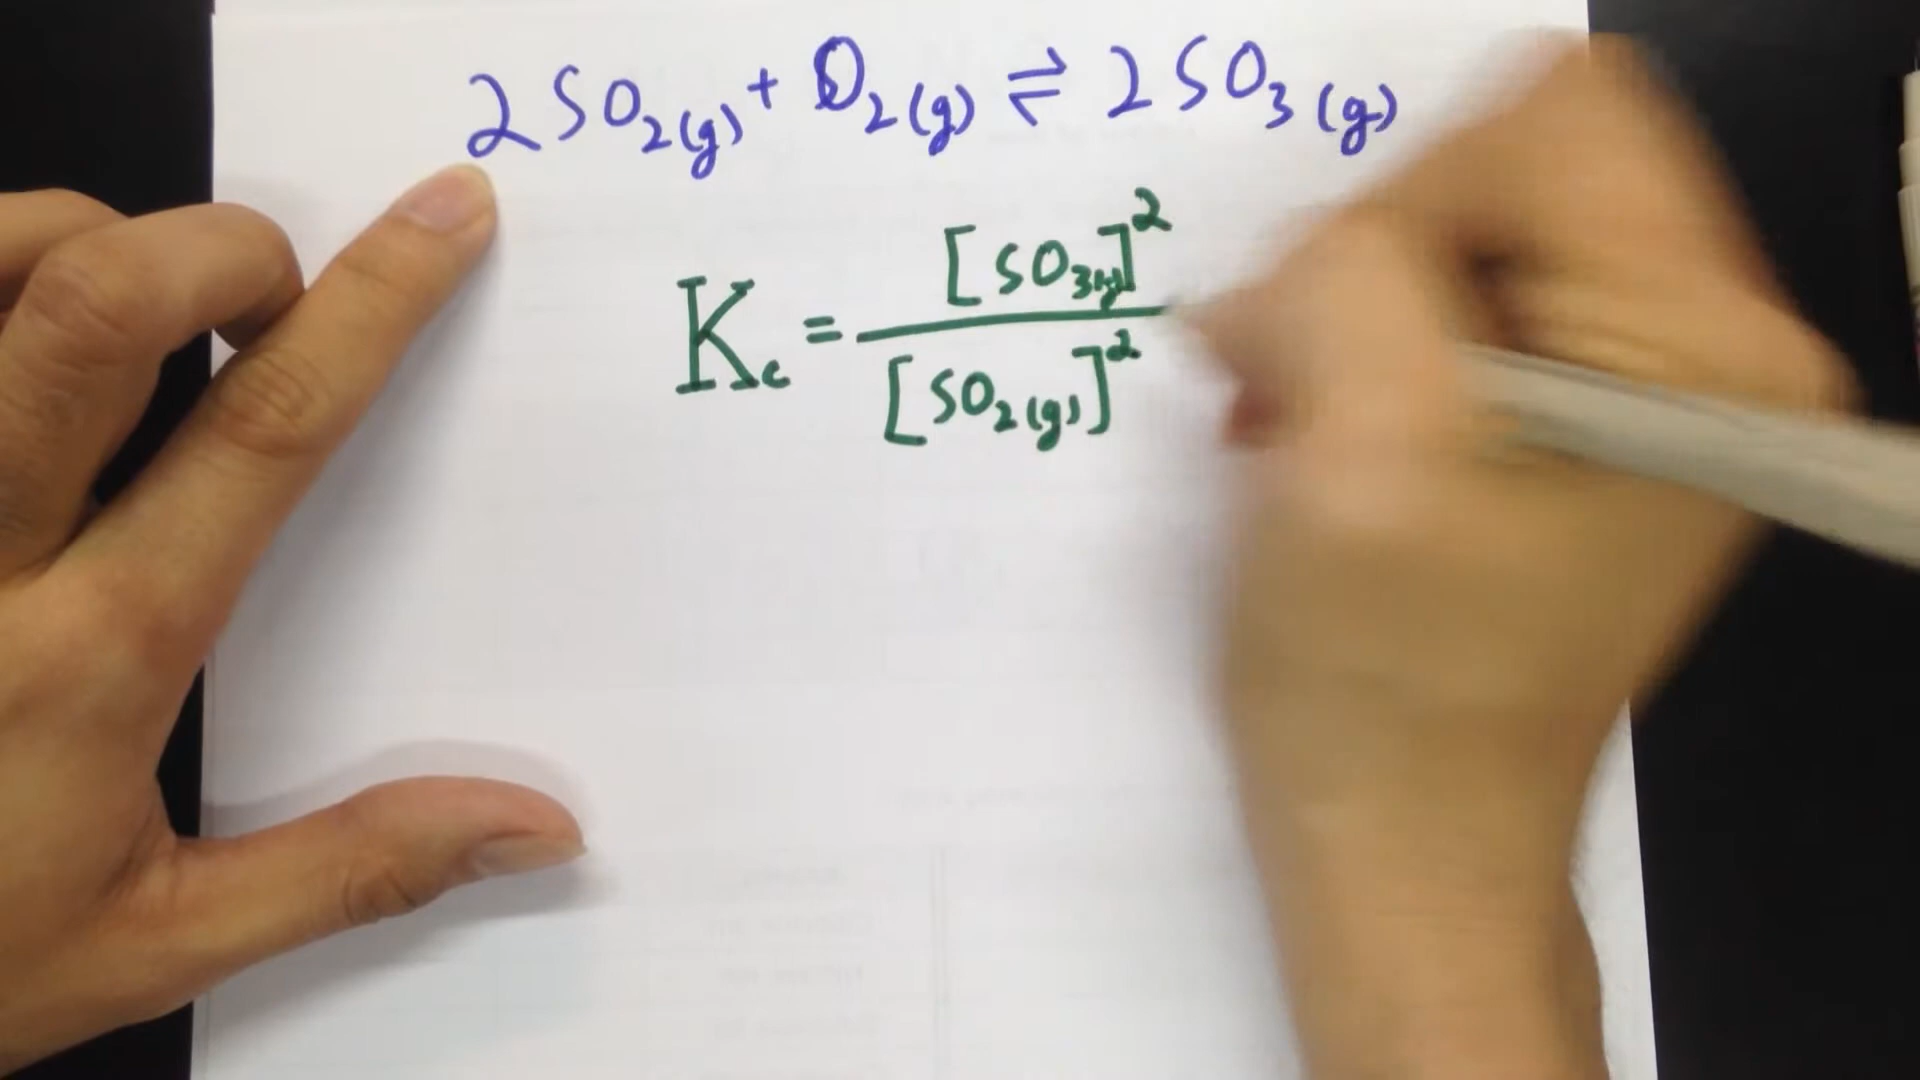 2SO₂(g) + O₂(g) ⇌ 2SO₃(g)
Kc = [SO₃(g)]² / [SO₂(g)]²